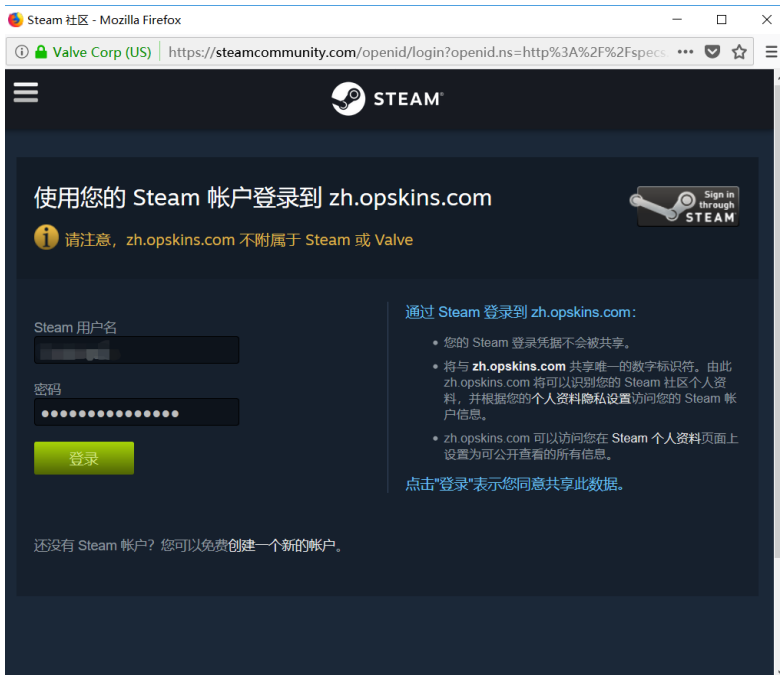 Steam 社区 - Mozilla Firefox
Valve Corp (US) https://steamcommunity.com/openid/login?openid.ns=http%3A%2F%2Fspecs.
STEAM
使用您的 Steam 帐户登录到 zh.opskins.com
Sign in
through
STEAM
请注意，zh.opskins.com 不附属于 Steam 或 Valve
Steam 用户名
密码
登录
通过 Steam 登录到 zh.opskins.com：
您的 Steam 登录凭据不会被共享。
将与 zh.opskins.com 共享唯一的数字标识符。由此
zh.opskins.com 将可以识别您的 Steam 社区个人资
料，并根据您的个人资料隐私设置访问您的 Steam 帐
户信息。
zh.opskins.com 可以访问您在 Steam 个人资料页面上
设置为可公开查看的所有信息。
点击"登录"表示您同意共享此数据。
还没有 Steam 帐户？您可以免费创建一个新的帐户。